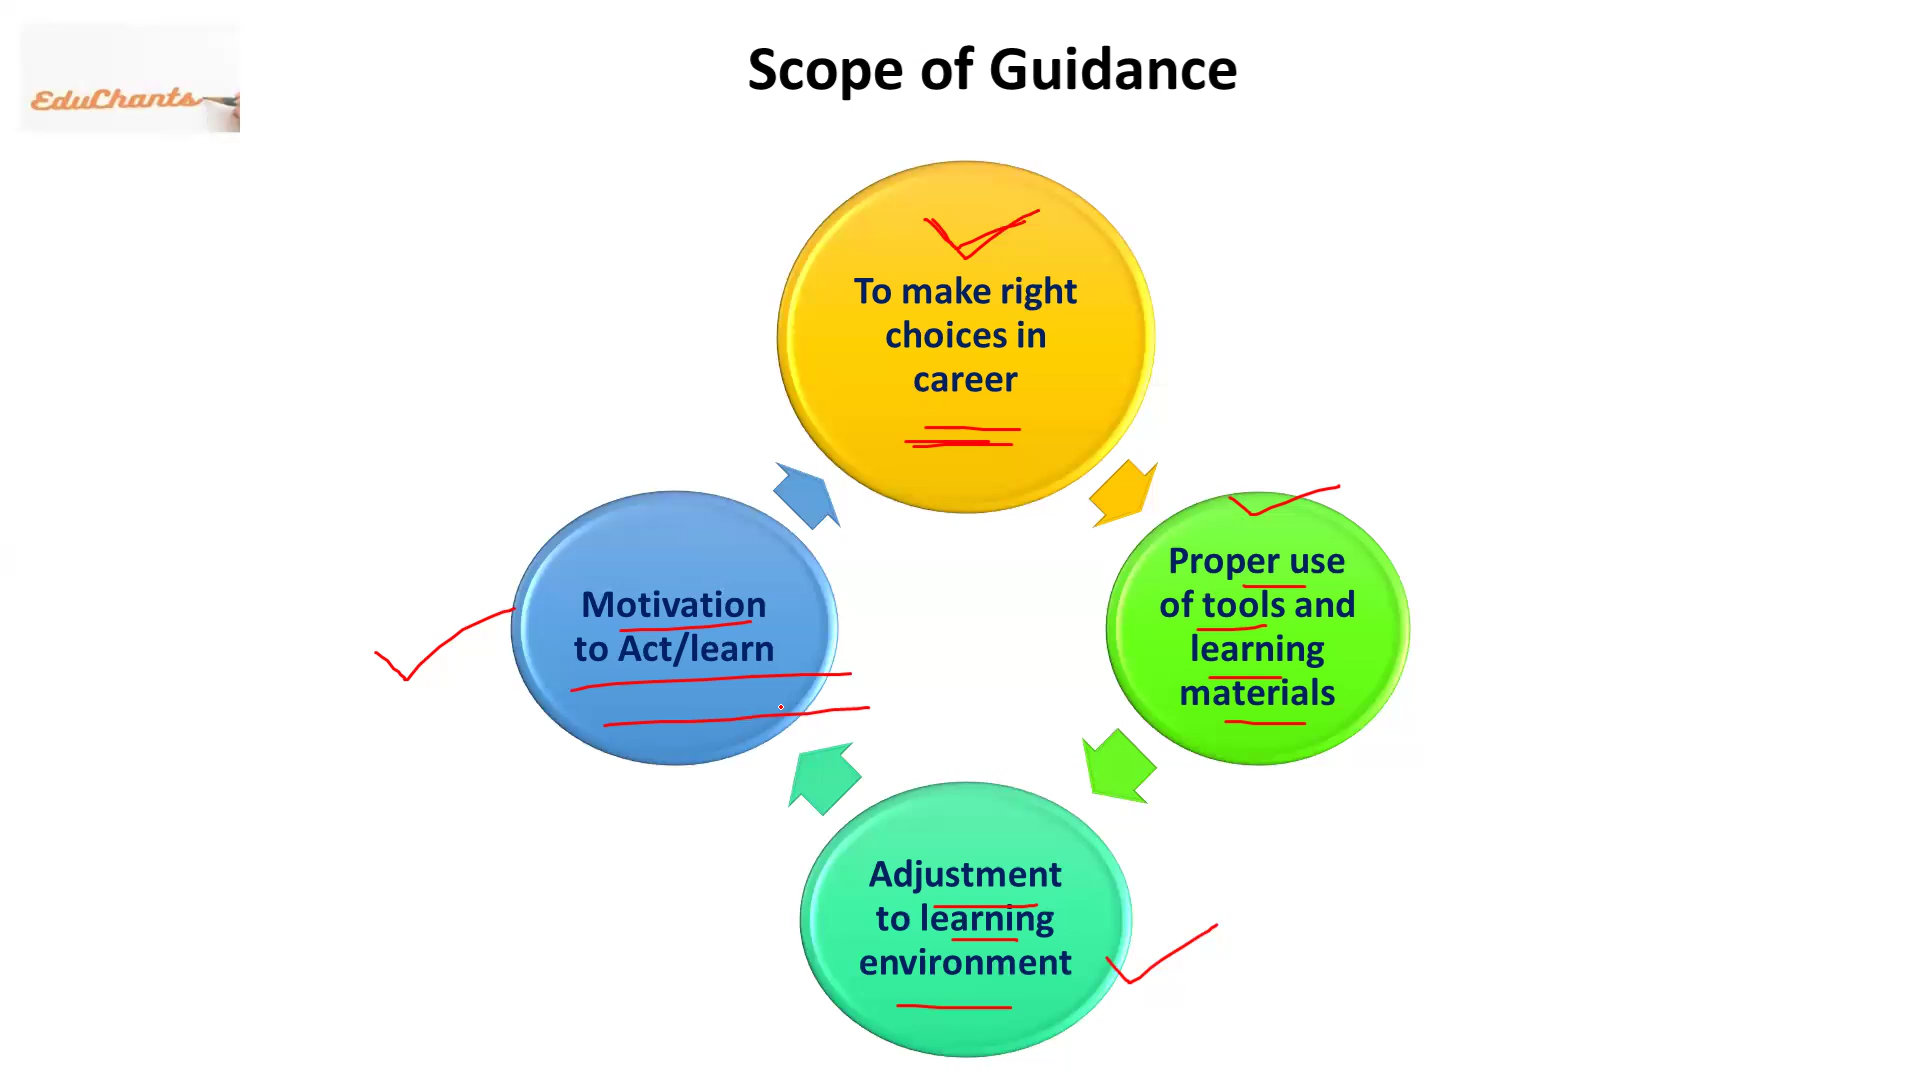 EduChants
Scope of Guidance
To make right
choices in
career
Proper use
of tools and
learning
materials
Adjustment
to learning
environment
Motivation
to Act/learn